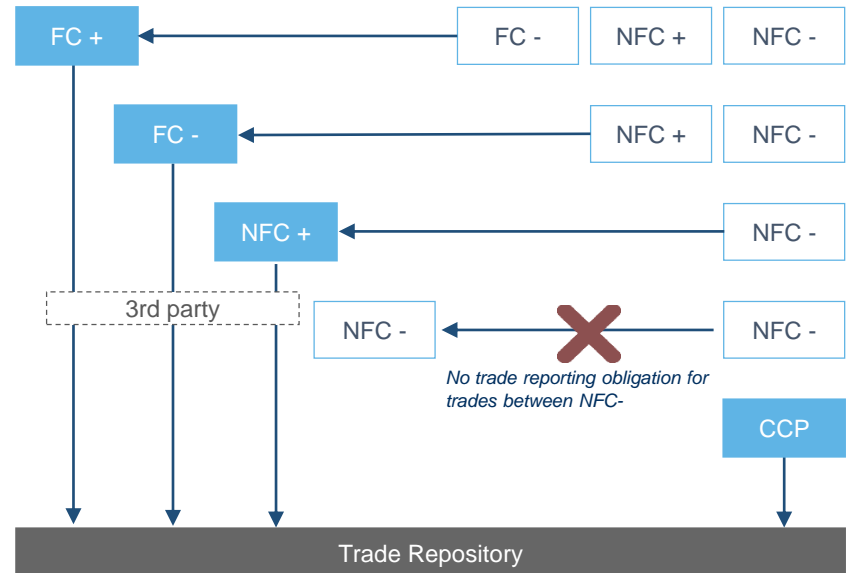 FC +
FC -
NFC +
NFC -
FC -
NFC +
NFC -
NFC +
NFC -
3rd party
NFC -
NFC -
No trade reporting obligation for
trades between NFC-
CCP
Trade Repository